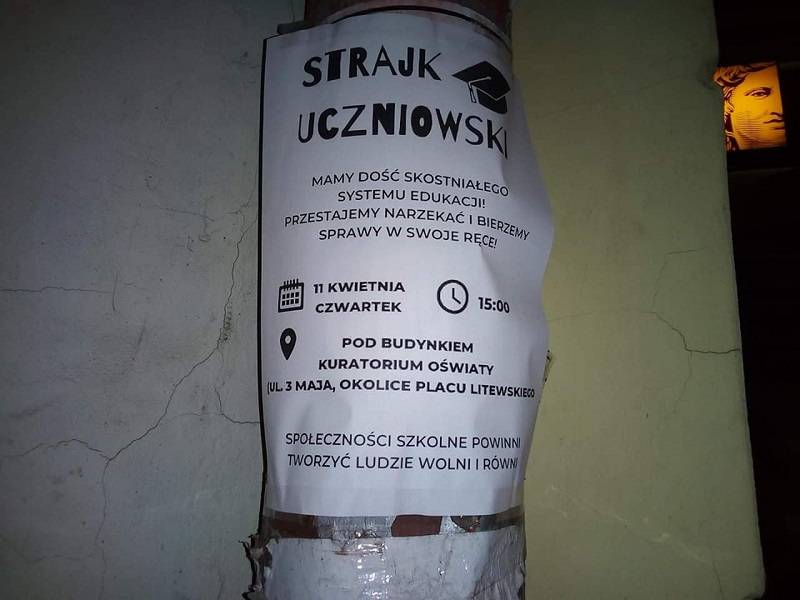 STRAJK
UCZNIOWSKI
MAMY DOŚĆ SKOSTNIAŁEGO
SYSTEMU EDUKACJI!
PRZESTAJEMY NARZEKAĆ I BIERZEMY
SPRAWY W SWOJE RĘCE!
11 KWIETNIA
CZWARTEK
15:00
POD BUDYNKIEM
KURATORIUM OŚWIATY
(UL. 3 MAJA, OKOLICE PLACU LITEWSKIEGO
SPOŁECZNOŚCI SZKOLNE POWINNI
TWORZYĆ LUDZIE WOLNI I RÓWNI